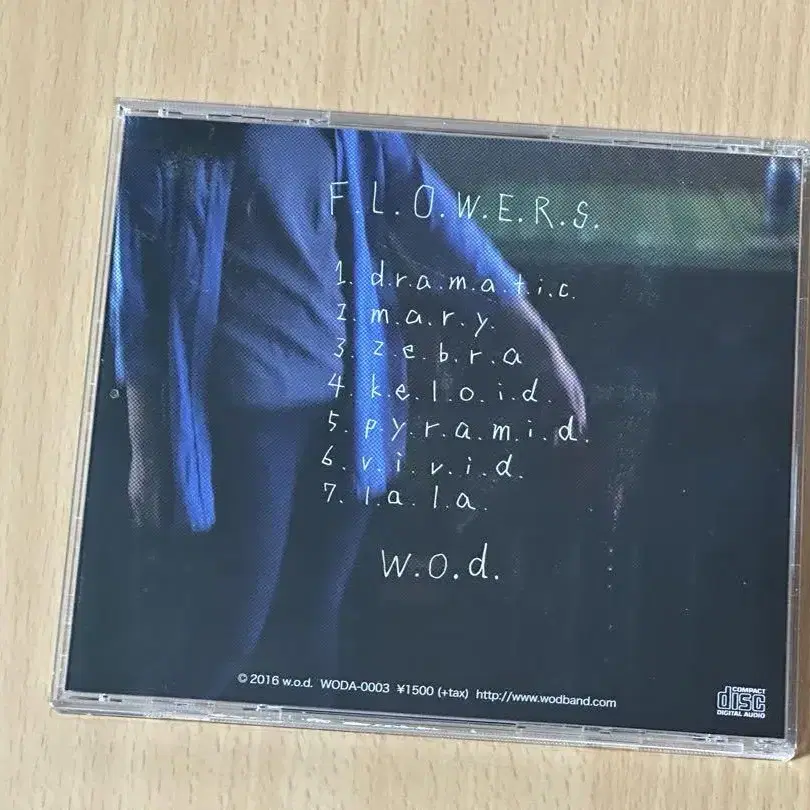 F.L.O.W.E.R.S.
1. d.r.a.m.a.t.i.c.
2. m.a.r.y.
3. z.e.b.r.a
4. k.e.l.o.i.d.
5. p.y.r.a.m.i.d.
6. v.i.v.i.d.
7. l.a.l.a.
w.o.d.
© 2016 w.o.d. WODA-0003 ¥1500 (+tax) http://www.wodband.com
COMPACT
disc
DIGITAL AUDIO